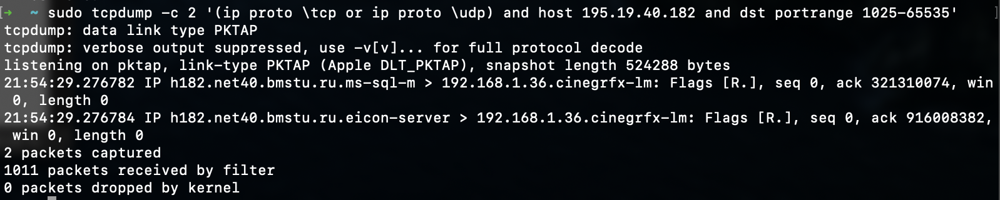 [→  ~ sudo tcpdump -c 2 '(ip proto \tcp or ip proto \udp) and host 195.19.40.182 and dst portrange 1025-65535' ]
tcpdump: data link type PKTAP
tcpdump: verbose output suppressed, use -v[v]... for full protocol decode
listening on pktap, link-type PKTAP (Apple DLT_PKTAP), snapshot length 524288 bytes
21:54:29.276782 IP h182.net40.bmstu.ru.ms-sql-m > 192.168.1.36.cinegrfx-lm: Flags [R.], seq 0, ack 321310074, win
 0, length 0
21:54:29.276784 IP h182.net40.bmstu.ru.eicon-server > 192.168.1.36.cinegrfx-lm: Flags [R.], seq 0, ack 916008382,
 win 0, length 0
2 packets captured
1011 packets received by filter
0 packets dropped by kernel